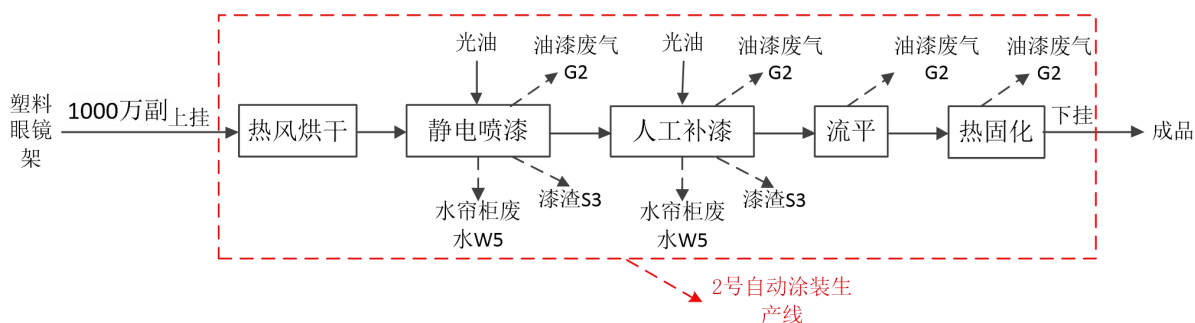 光油
油漆废气
G2
光油
油漆废气
G2
油漆废气
G2
油漆废气
G2
塑料
眼镜
架
1000万副
上挂
热风烘干
静电喷漆
人工补漆
流平
热固化
下挂
成品
水帘柜废
水W5
漆渣S3
水帘柜废
水W5
漆渣S3
2号自动涂装生
产线